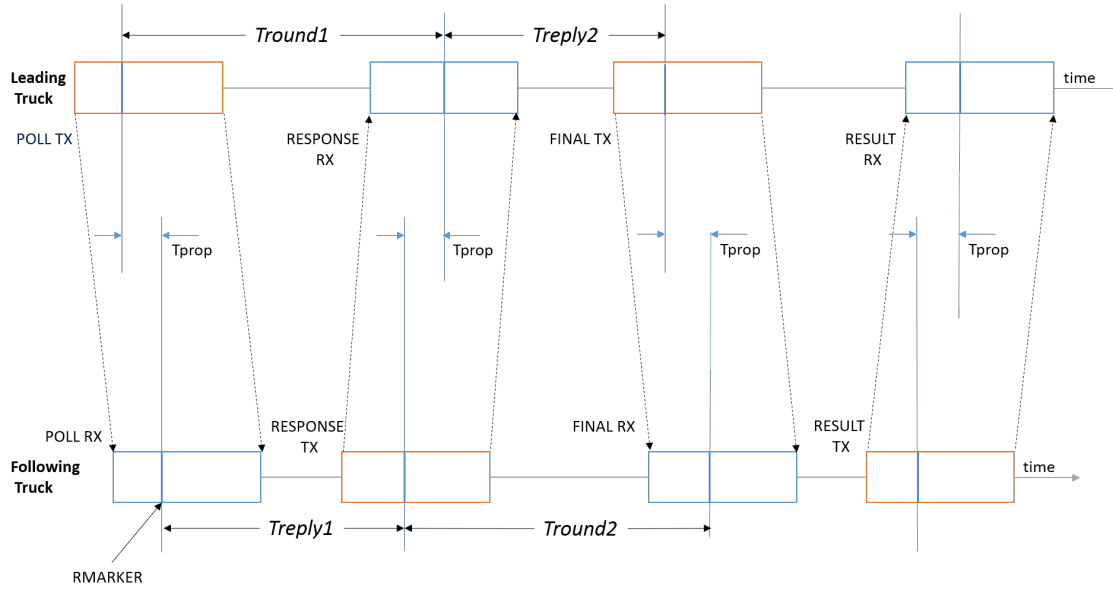 Tround1
Treply2
Leading
Truck
time
POLL TX
RESPONSE
RX
FINAL TX
RESULT
RX
Tprop
Tprop
Tprop
Tprop
POLL RX
RESPONSE
TX
FINAL RX
RESULT
TX
Following
Truck
time
Treply1
Tround2
RMARKER